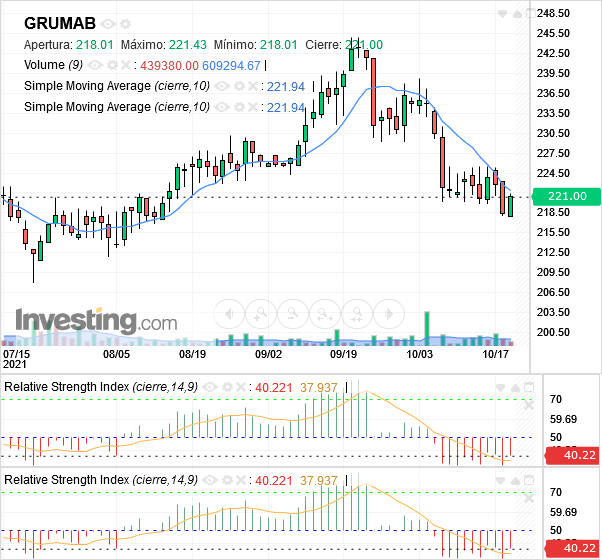 GRUMAB
Apertura: 218.01 Máximo: 221.43 Mínimo: 218.01 Cierre: 221.00
Volume (9) 439380.00 609294.67
Simple Moving Average (cierre,10) : 221.94
Simple Moving Average (cierre,10) : 221.94
248.50
245.50
242.50
239.50
236.50
233.50
230.50
227.50
224.50
221.00
218.50
215.50
212.50
209.50
206.50
203.50
200.50
Investing.com
07/15 08/05 08/19 09/02 09/19 10/03 10/17
2021
Relative Strength Index (cierre,14,9) : 40.221 37.937
70
59.69
50
40.22
Relative Strength Index (cierre,14,9) : 40.221 37.937
70
59.69
50
40.22